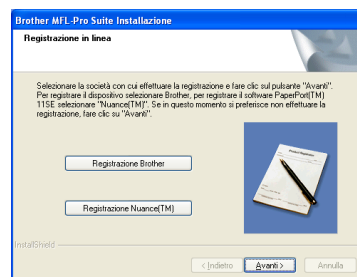 Brother MFL-Pro Suite Installazione
Registrazione in linea
Selezionare la società con cui effettuare la registrazione e fare clic sul pulsante "Avanti".
Per registrare il dispositivo selezionare Brother, per registrare il software PaperPort(TM)
11SE selezionare "Nuance(TM)". Se in questo momento si preferisce non effettuare la
registrazione, fare clic su "Avanti".
Registrazione Brother
Registrazione Nuance(TM)
InstallShield
< Indietro
Avanti >
Annulla